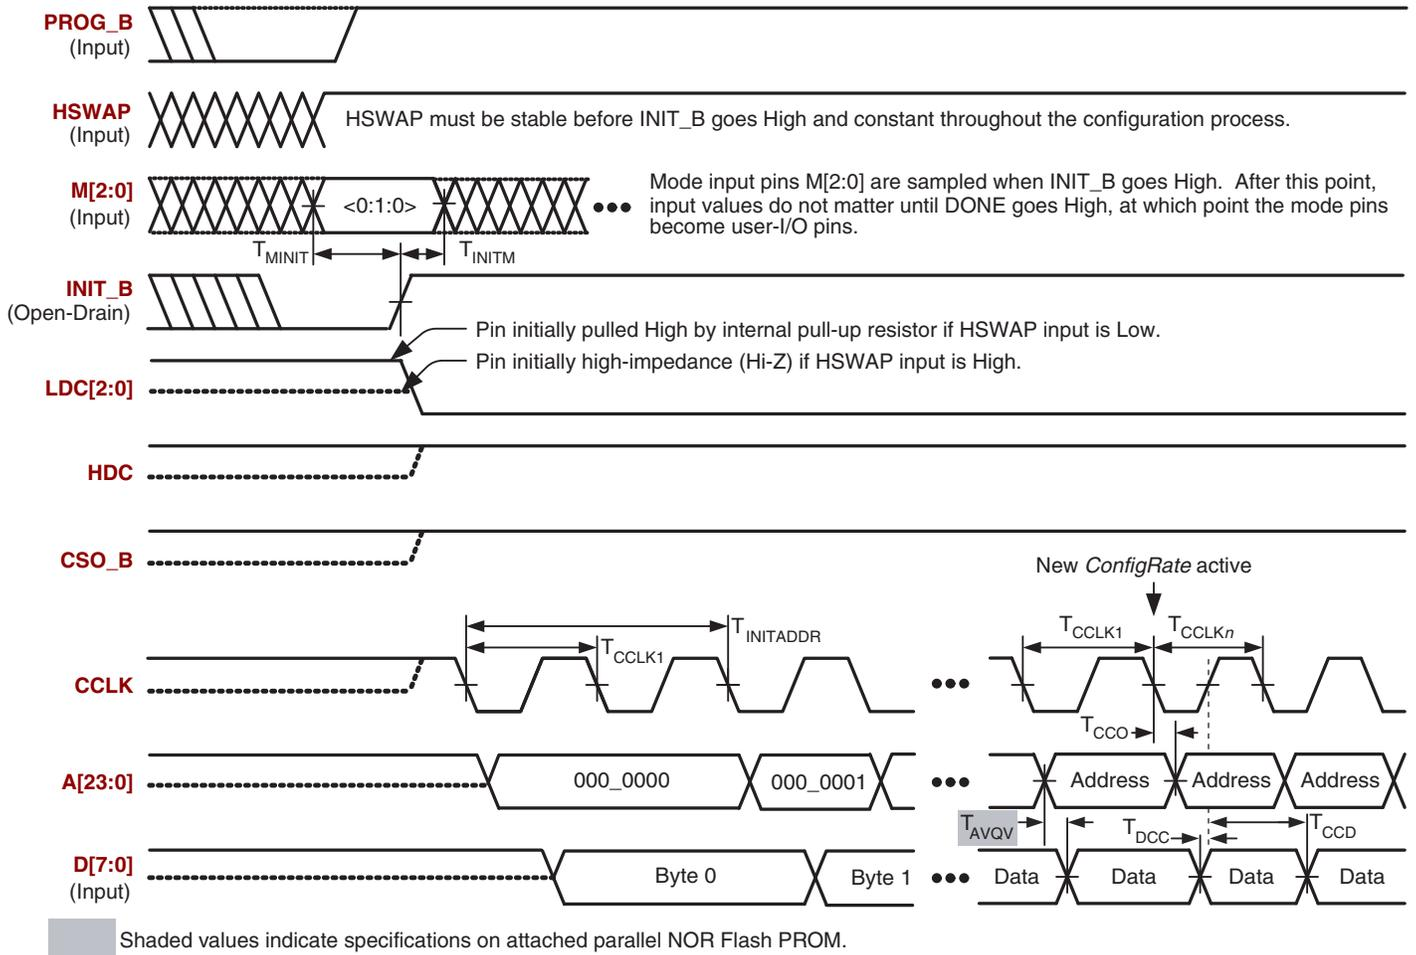 PROG_B
(Input)
HSWAP
(Input)
HSWAP must be stable before INIT_B goes High and constant throughout the configuration process.
M[2:0]
(Input)
<0:1:0>
Mode input pins M[2:0] are sampled when INIT_B goes High. After this point,
input values do not matter until DONE goes High, at which point the mode pins
become user-I/O pins.
TMINIT
TINITM
INIT_B
(Open-Drain)
Pin initially pulled High by internal pull-up resistor if HSWAP input is Low.
Pin initially high-impedance (Hi-Z) if HSWAP input is High.
LDC[2:0]
HDC
CSO_B
New ConfigRate active
TINITADDR
TCCLK1
TCCLK1
TCCLKn
CCLK
TCCO
A[23:0]
000_0000
000_0001
Address
Address
Address
TAVQV
TDCC
TCCD
D[7:0]
(Input)
Byte 0
Byte 1
Data
Data
Data
Data
Shaded values indicate specifications on attached parallel NOR Flash PROM.